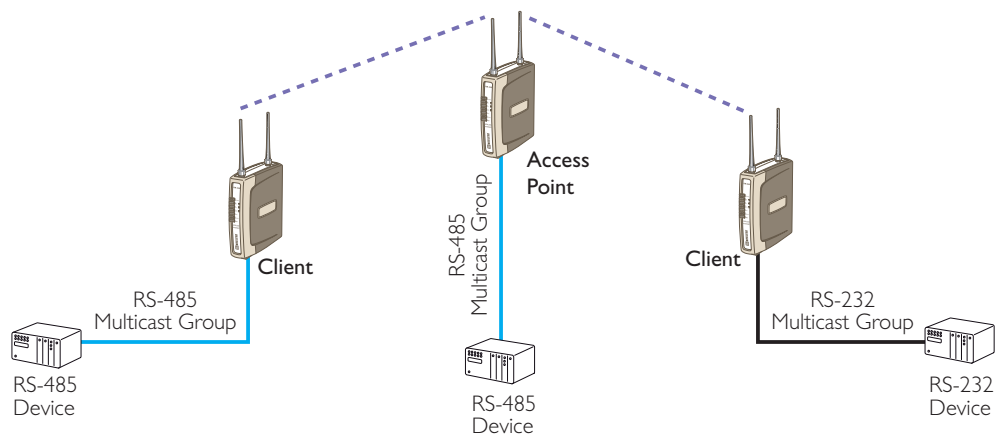 Access
Point
Client
RS-485
Multicast Group
RS-485
Device
RS-485
Multicast Group
RS-485
Device
Client
RS-232
Multicast Group
RS-232
Device